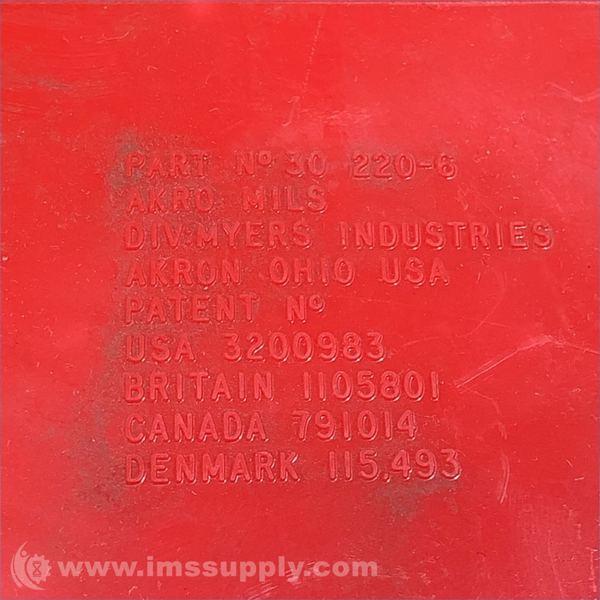 PART Nº 30 220-6
AKRO MILS
DIV.MYERS INDUSTRIES
AKRON OHIO USA
PATENT Nº
USA 3200983
BRITAIN 1105801
CANADA 791014
DENMARK 115,493
www.imssupply.com